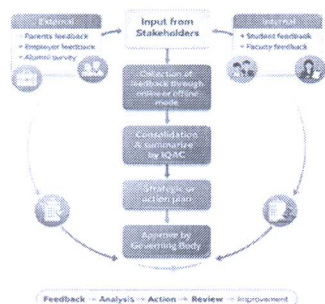 External
- Parents feedback
- Employer feedback
- Alumni survey
Input from
Stakeholders
Internal
• Student feedback
• Faculty feedback
Collection of
feedback through
online or offline
mode
Consolidation
& summarize
by IQAC
Strategic or
action plan
Approve by
Governing Body
Feedback → Analysis → Action → Review → Improvement